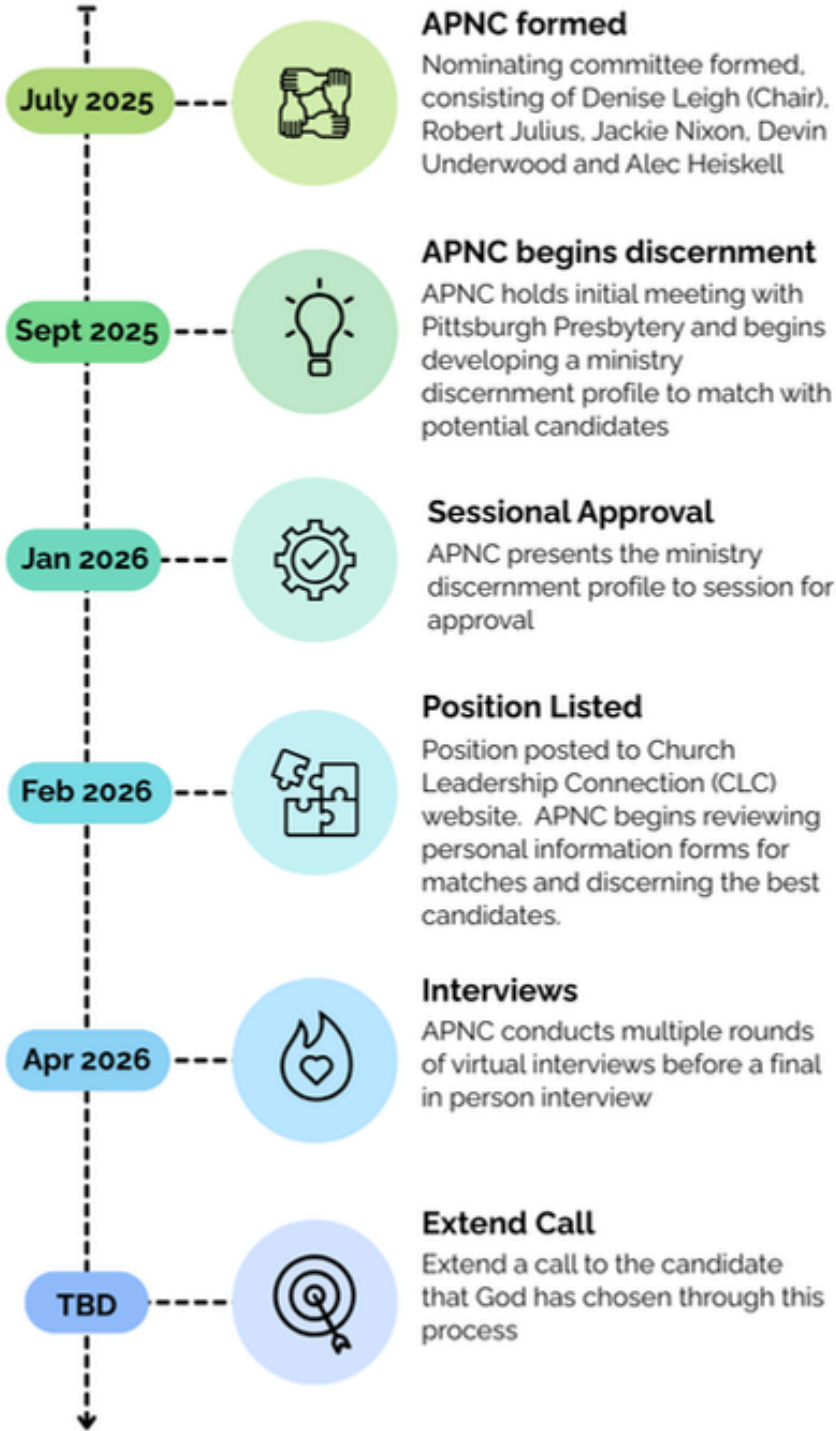 July 2025
APNC formed
Nominating committee formed,
consisting of Denise Leigh (Chair),
Robert Julius, Jackie Nixon, Devin
Underwood and Alec Heiskell
Sept 2025
APNC begins discernment
APNC holds initial meeting with
Pittsburgh Presbytery and begins
developing a ministry
discernment profile to match with
potential candidates
Jan 2026
Sessional Approval
APNC presents the ministry
discernment profile to session for
approval
Feb 2026
Position Listed
Position posted to Church
Leadership Connection (CLC)
website. APNC begins reviewing
personal information forms for
matches and discerning the best
candidates.
Apr 2026
Interviews
APNC conducts multiple rounds
of virtual interviews before a final
in person interview
TBD
Extend Call
Extend a call to the candidate
that God has chosen through this
process